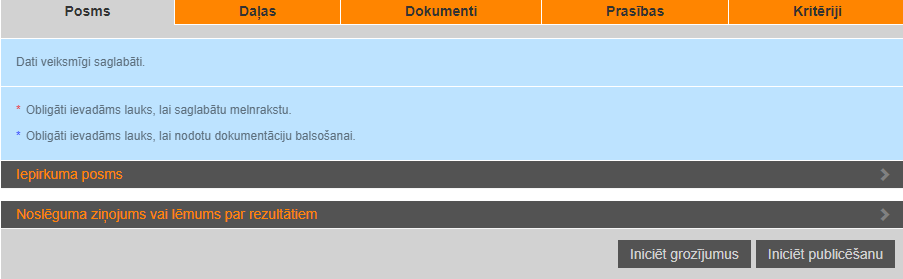 Posms Daļas Dokumenti Prasības Kritēriji
Dati veiksmīgi saglabāti.
* Obligāti ievadāms lauks, lai saglabātu melnrakstu.
* Obligāti ievadāms lauks, lai nodotu dokumentāciju balsošanai.
Iepirkuma posms
Noslēguma ziņojums vai lēmums par rezultātiem
Iniciēt grozījumus Iniciēt publicēšanu